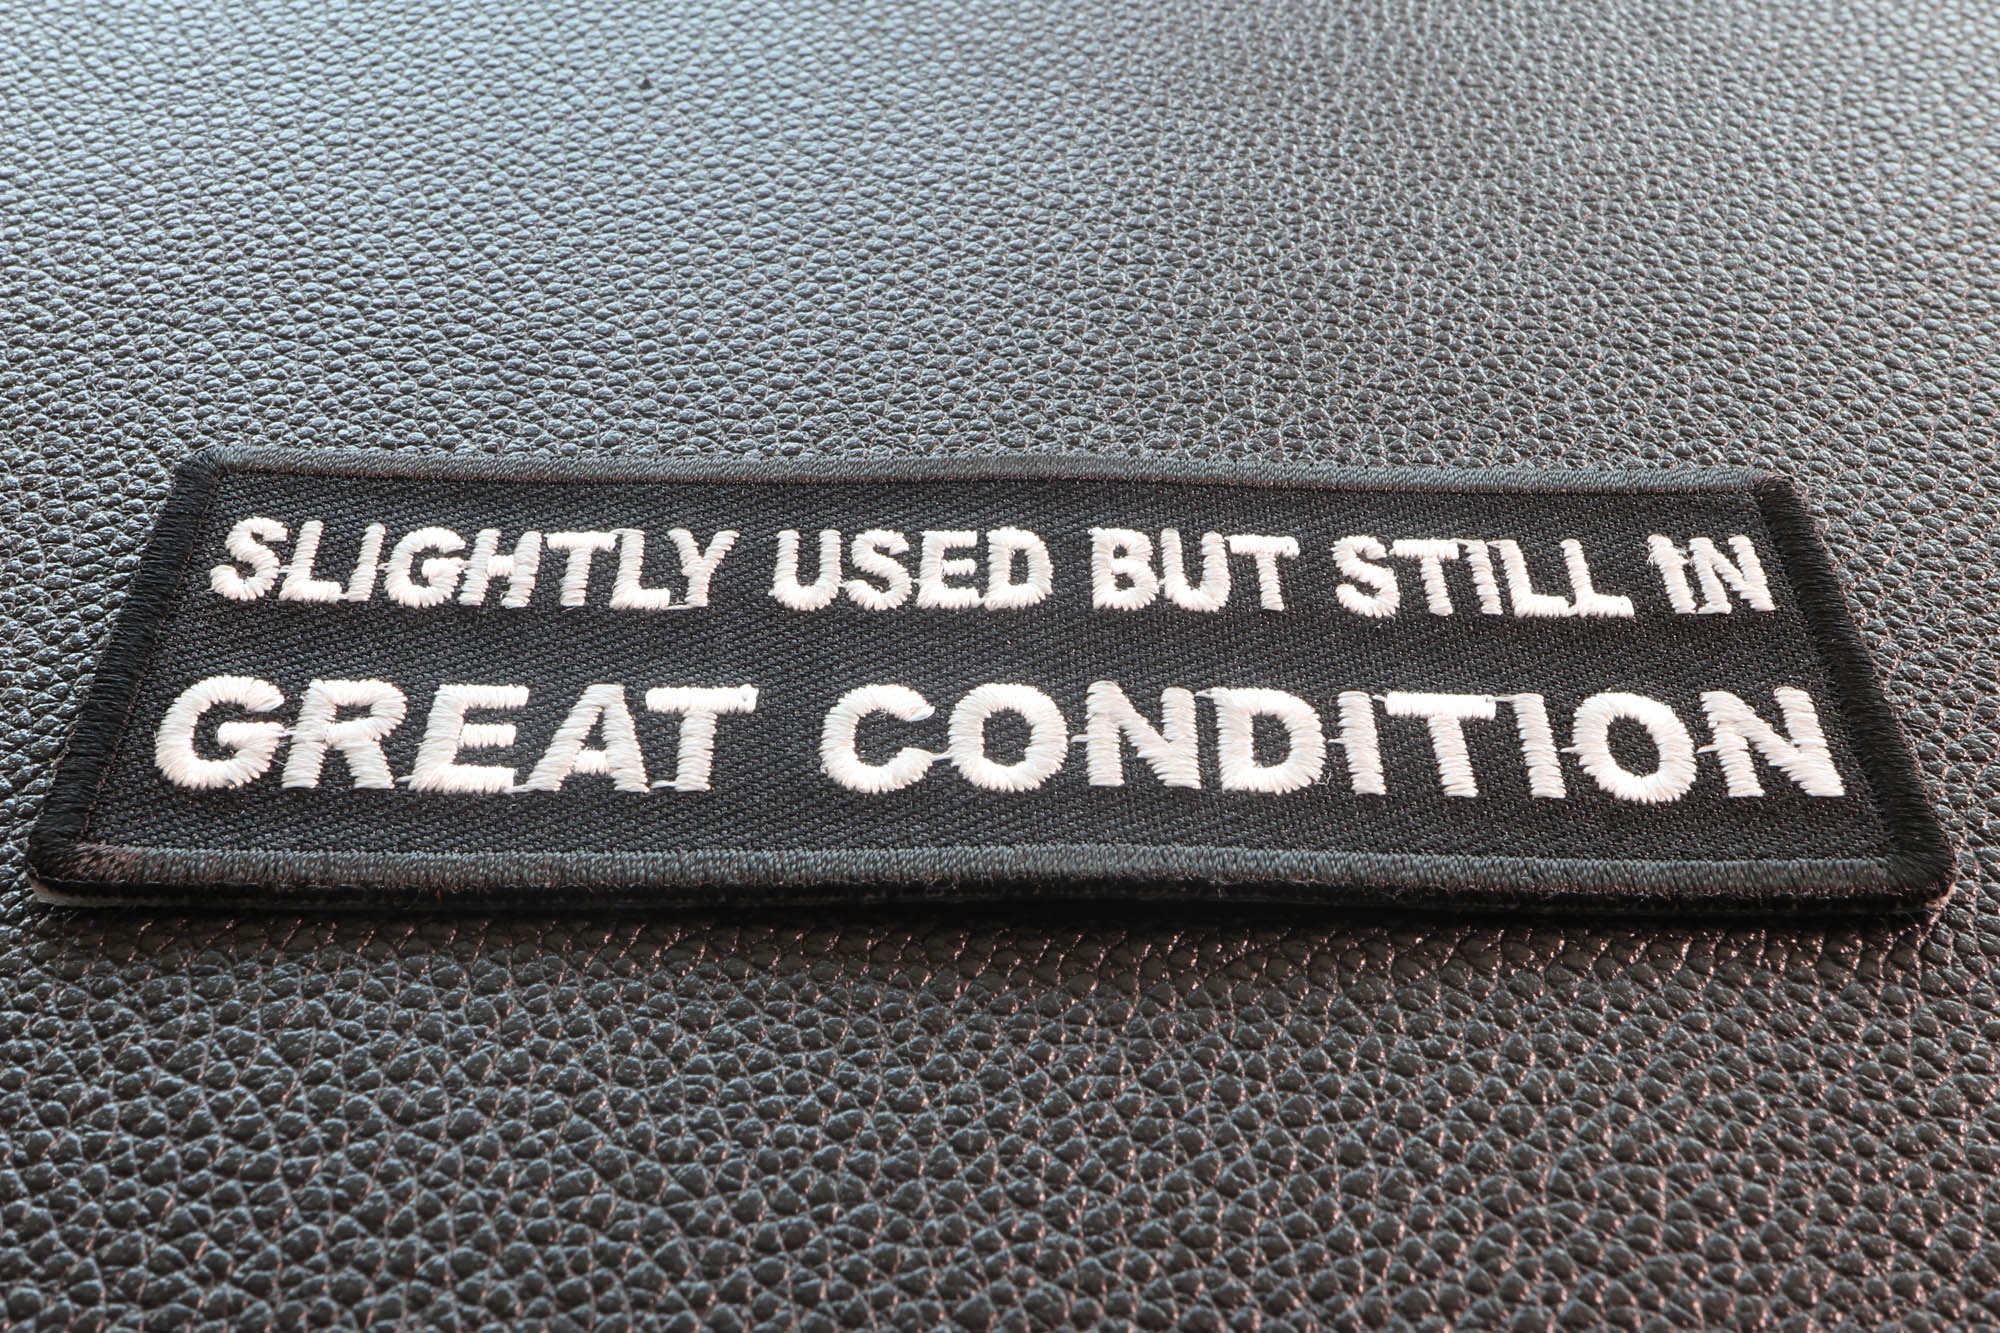 SLIGHTLY USED BUT STILL IN
GREAT CONDITION